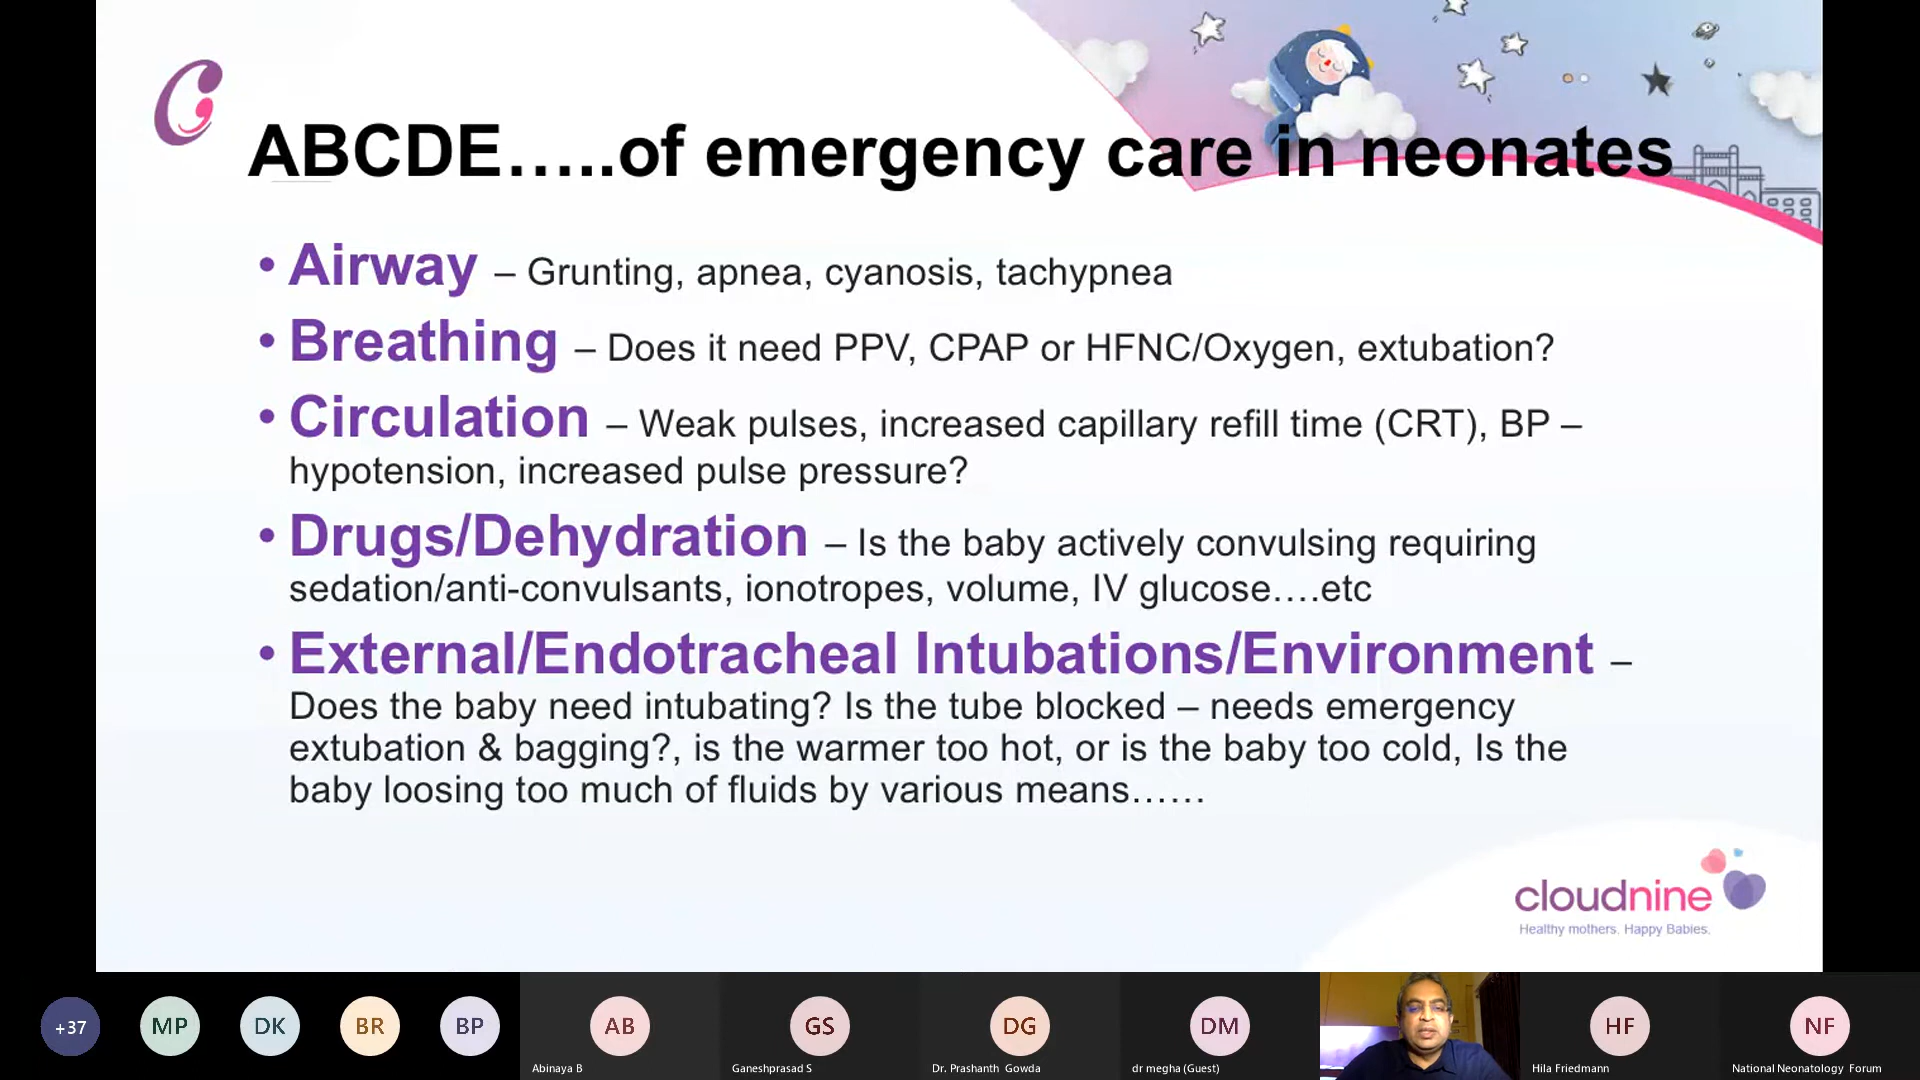 ABCDE…..of emergency care in neonates
• Airway – Grunting, apnea, cyanosis, tachypnea
• Breathing – Does it need PPV, CPAP or HFNC/Oxygen, extubation?
• Circulation – Weak pulses, increased capillary refill time (CRT), BP –
hypotension, increased pulse pressure?
• Drugs/Dehydration – Is the baby actively convulsing requiring
sedation/anti-convulsants, ionotropes, volume, IV glucose….etc
• External/Endotracheal Intubations/Environment –
Does the baby need intubating? Is the tube blocked – needs emergency
extubation & bagging?, is the warmer too hot, or is the baby too cold, Is the
baby loosing too much of fluids by various means……
cloudnine
Healthy mothers. Happy Babies.
+37 MP DK BR BP AB GS DG DM HF NF
Abinaya B Ganeshprasad S Dr. Prashanth Gowda dr megha (Guest) Hila Friedmann National Neonatology Forum